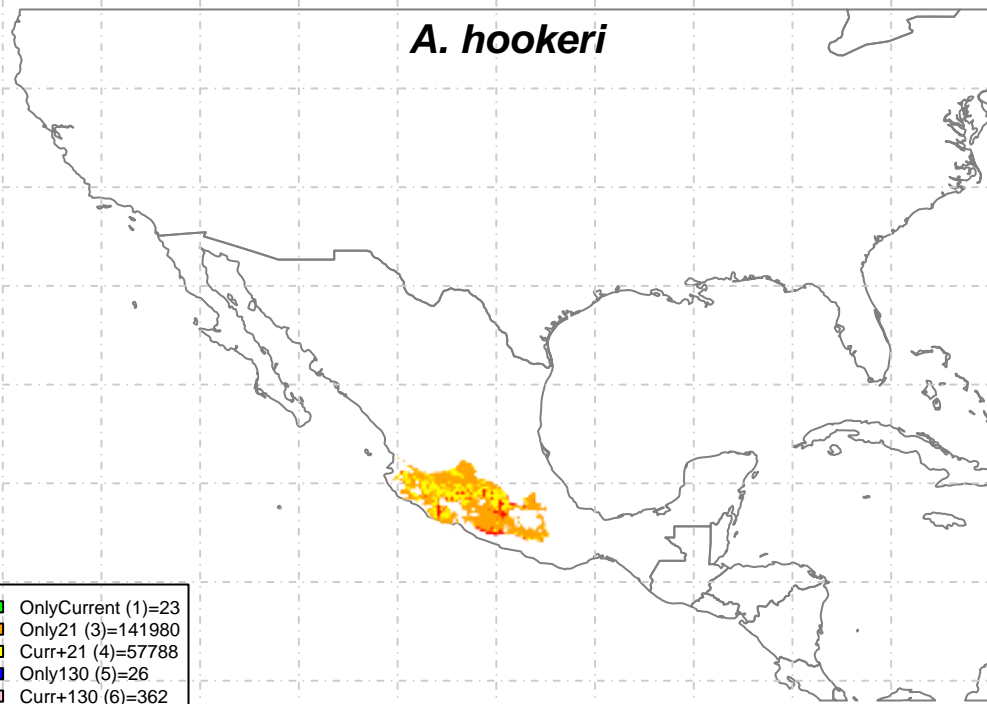 A. hookeri
OnlyCurrent (1)=23
Only21 (3)=141980
Curr+21 (4)=57788
Only130 (5)=26
Curr+130 (6)=362